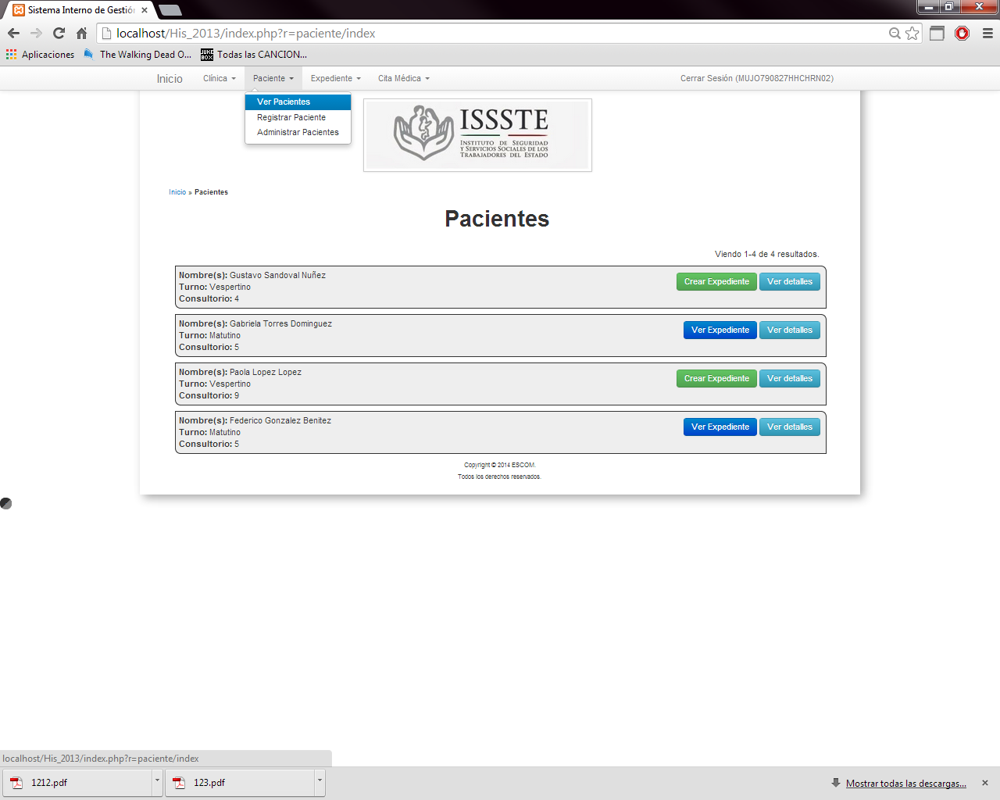 Sistema Interno de Gestió
localhost/His_2013/index.php?r=paciente/index
Aplicaciones The Walking Dead O... JUKE BOX Todas las CANCION...
Inicio Clínica Paciente Expediente Cita Médica Cerrar Sesión (MUJO790827HHCHRN02)
Ver Pacientes
Registrar Paciente
Administrar Pacientes
ISSSTE
INSTITUTO DE SEGURIDAD
Y SERVICIOS SOCIALES DE LOS
TRABAJADORES DEL ESTADO
Inicio » Pacientes
Pacientes
Viendo 1-4 de 4 resultados.
Nombre(s): Gustavo Sandoval Nuñez
Turno: Vespertino
Consultorio: 4
Crear Expediente Ver detalles
Nombre(s): Gabriela Torres Dominguez
Turno: Matutino
Consultorio: 5
Ver Expediente Ver detalles
Nombre(s): Paola Lopez Lopez
Turno: Vespertino
Consultorio: 9
Crear Expediente Ver detalles
Nombre(s): Federico Gonzalez Benitez
Turno: Matutino
Consultorio: 5
Ver Expediente Ver detalles
Copyright © 2014 ESCOM.
Todos los derechos reservados.
localhost/His_2013/index.php?r=paciente/index
1212.pdf 123.pdf Mostrar todas las descargas...